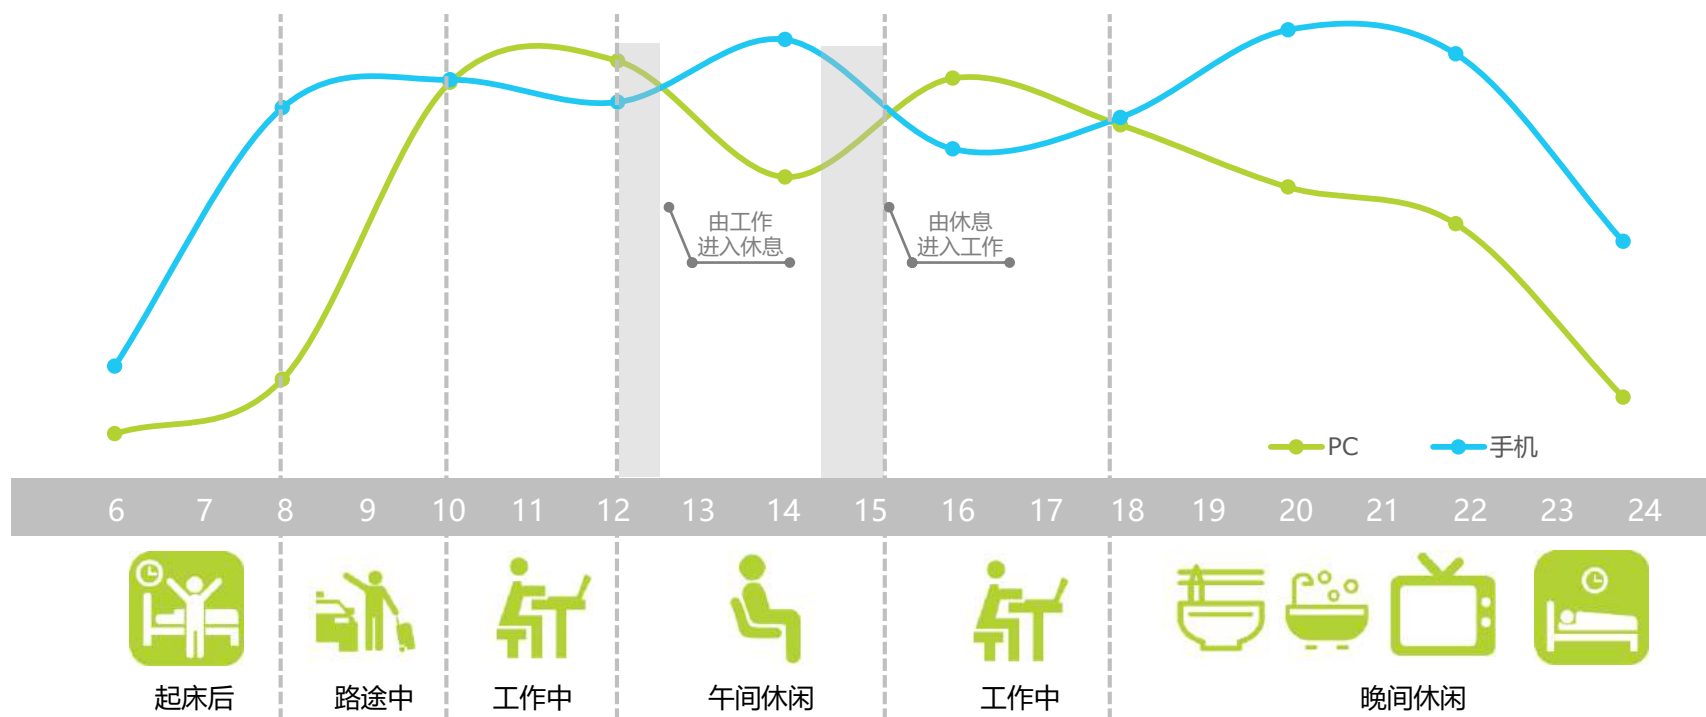 由工作
进入休息
由休息
进入工作
PC
手机
6 7 8 9 10 11 12 13 14 15 16 17 18 19 20 21 22 23 24
起床后
路途中
工作中
午间休闲
工作中
晚间休闲